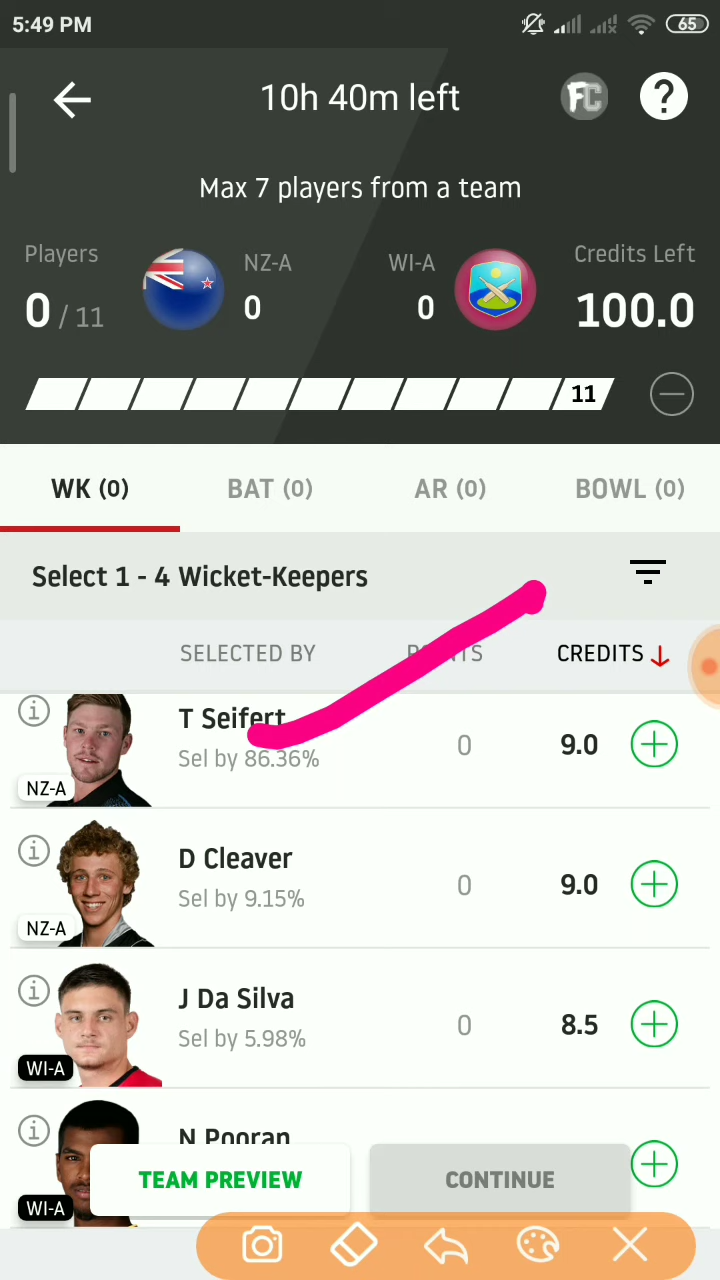 5:49 PM
65
10h 40m left
FC
?
Max 7 players from a team
Players
NZ-A
WI-A
Credits Left
0 / 11
0
0
100.0
11
WK (0)
BAT (0)
AR (0)
BOWL (0)
Select 1 - 4 Wicket-Keepers
SELECTED BY
POINTS
CREDITS
T Seifert
Sel by 86.36%
0
9.0
NZ-A
D Cleaver
Sel by 9.15%
0
9.0
NZ-A
J Da Silva
Sel by 5.98%
0
8.5
WI-A
N Pooran
WI-A
TEAM PREVIEW
CONTINUE